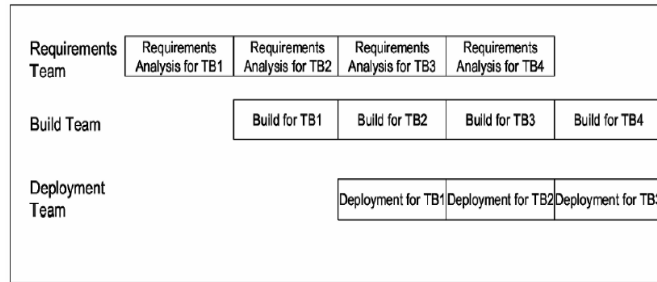 Requirements Team
Requirements Analysis for TB1
Requirements Analysis for TB2
Requirements Analysis for TB3
Requirements Analysis for TB4
Build Team
Build for TB1
Build for TB2
Build for TB3
Build for TB4
Deployment Team
Deployment for TB1
Deployment for TB2
Deployment for TB3